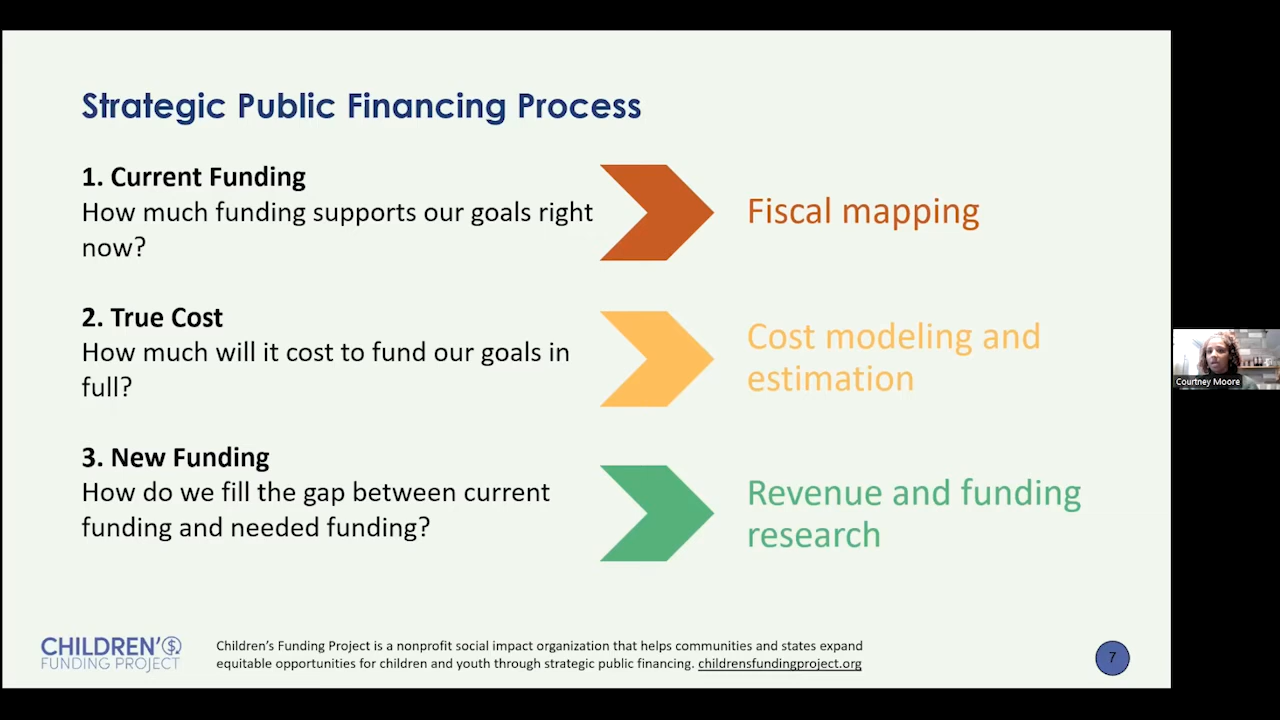 Strategic Public Financing Process
1. Current Funding
How much funding supports our goals right
now?
Fiscal mapping
2. True Cost
How much will it cost to fund our goals in
full?
Cost modeling and
estimation
3. New Funding
How do we fill the gap between current
funding and needed funding?
Revenue and funding
research
CHILDREN'S
FUNDING PROJECT
Children's Funding Project is a nonprofit social impact organization that helps communities and states expand
equitable opportunities for children and youth through strategic public financing. childrensfundingproject.org
7
Courtney Moore